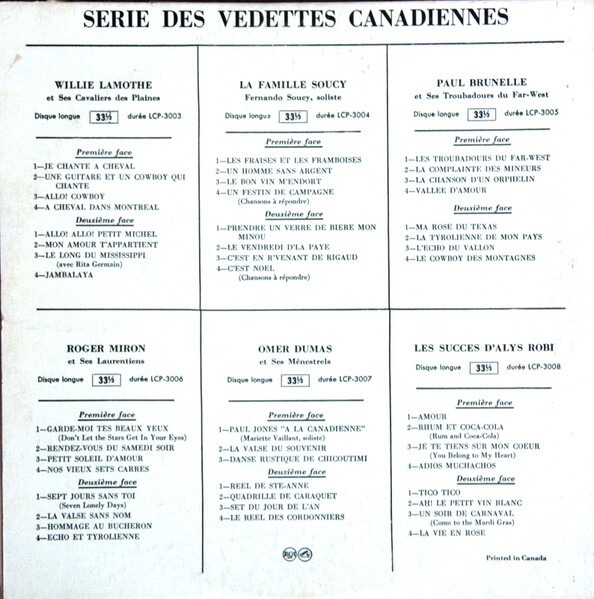 SERIE DES VEDETTES CANADIENNES
WILLIE LAMOTHE
et Ses Cavaliers des Plaines
Disque longue 33⅓ durée LCP-3003
Première face
1—JE CHANTE A CHEVAL
2—UNE GUITARE ET UN COWBOY QUI
CHANTE
3—ALLO! COWBOY
4—A CHEVAL DANS MONTREAL
Deuxième face
1—ALLO! ALLO! PETIT MICHEL
2—MON AMOUR T'APPARTIENT
3—LE LONG DU MISSISSIPPI
(avec Rita Germain)
4—JAMBALAYA
LA FAMILLE SOUCY
Fernando Soucy, soliste
Disque longue 33⅓ durée LCP-3004
Première face
1—LES FRAISES ET LES FRAMBOISES
2—UN HOMME SANS ARGENT
3—LE BON VIN M'ENDORT
4—UN FESTIN DE CAMPAGNE
(Chansons à répondre)
Deuxième face
1—PRENDRE UN VERRE DE BIERE MON
MINOU
2—LE VENDREDI D'LA PAYE
3—C'EST EN R'VENANT DE RIGAUD
4—C'EST NOEL
(Chansons à répondre)
PAUL BRUNELLE
et Ses Troubadours du Far-West
Disque longue 33⅓ durée LCP-3005
Première face
1—LES TROUBADOURS DU FAR-WEST
2—LA COMPLAINTE DES MINEURS
3—LA CHANSON D'UN ORPHELIN
4—VALLEE D'AMOUR
Deuxième face
1—MA ROSE DU TEXAS
2—LA TYROLIENNE DE MON PAYS
3—L'ECHO DU VALLON
4—LE COWBOY DES MONTAGNES
ROGER MIRON
et Ses Laurentiens
Disque longue 33⅓ durée LCP-3006
Première face
1—GARDE-MOI TES BEAUX YEUX
(Don't Let the Stars Get In Your Eyes)
2—RENDEZ-VOUS DU SAMEDI SOIR
3—PETIT SOLEIL D'AMOUR
4—NOS VIEUX SETS CARRES
Deuxième face
1—SEPT JOURS SANS TOI
(Seven Lonely Days)
2—LA VALSE SANS NOM
3—HOMMAGE AU BUCHERON
4—ECHO ET TYROLIENNE
OMER DUMAS
et Ses Ménestrels
Disque longue 33⅓ durée LCP-3007
Première face
1—PAUL JONES "A LA CANADIENNE"
(Mariette Vaillant, soliste)
2—LA VALSE DU SOUVENIR
3—DANSE RUSTIQUE DE CHICOUTIMI
Deuxième face
1—REEL DE STE-ANNE
2—QUADRILLE DE CARAQUET
3—SET DU JOUR DE L'AN
4—LE REEL DES CORDONNIERS
RCA
LES SUCCES D'ALYS ROBI
Disque longue 33⅓ durée LCP-3008
Première face
1—AMOUR
2—RHUM ET COCA-COLA
(Rum and Coca-Cola)
3—JE TE TIENS SUR MON COEUR
(You Belong to My Heart)
4—ADIOS MUCHACHOS
Deuxième face
1—TICO TICO
2—AH! LE PETIT VIN BLANC
3—UN SOIR DE CARNAVAL
(Come to the Mardi Gras)
4—LA VIE EN ROSE
Printed in Canada